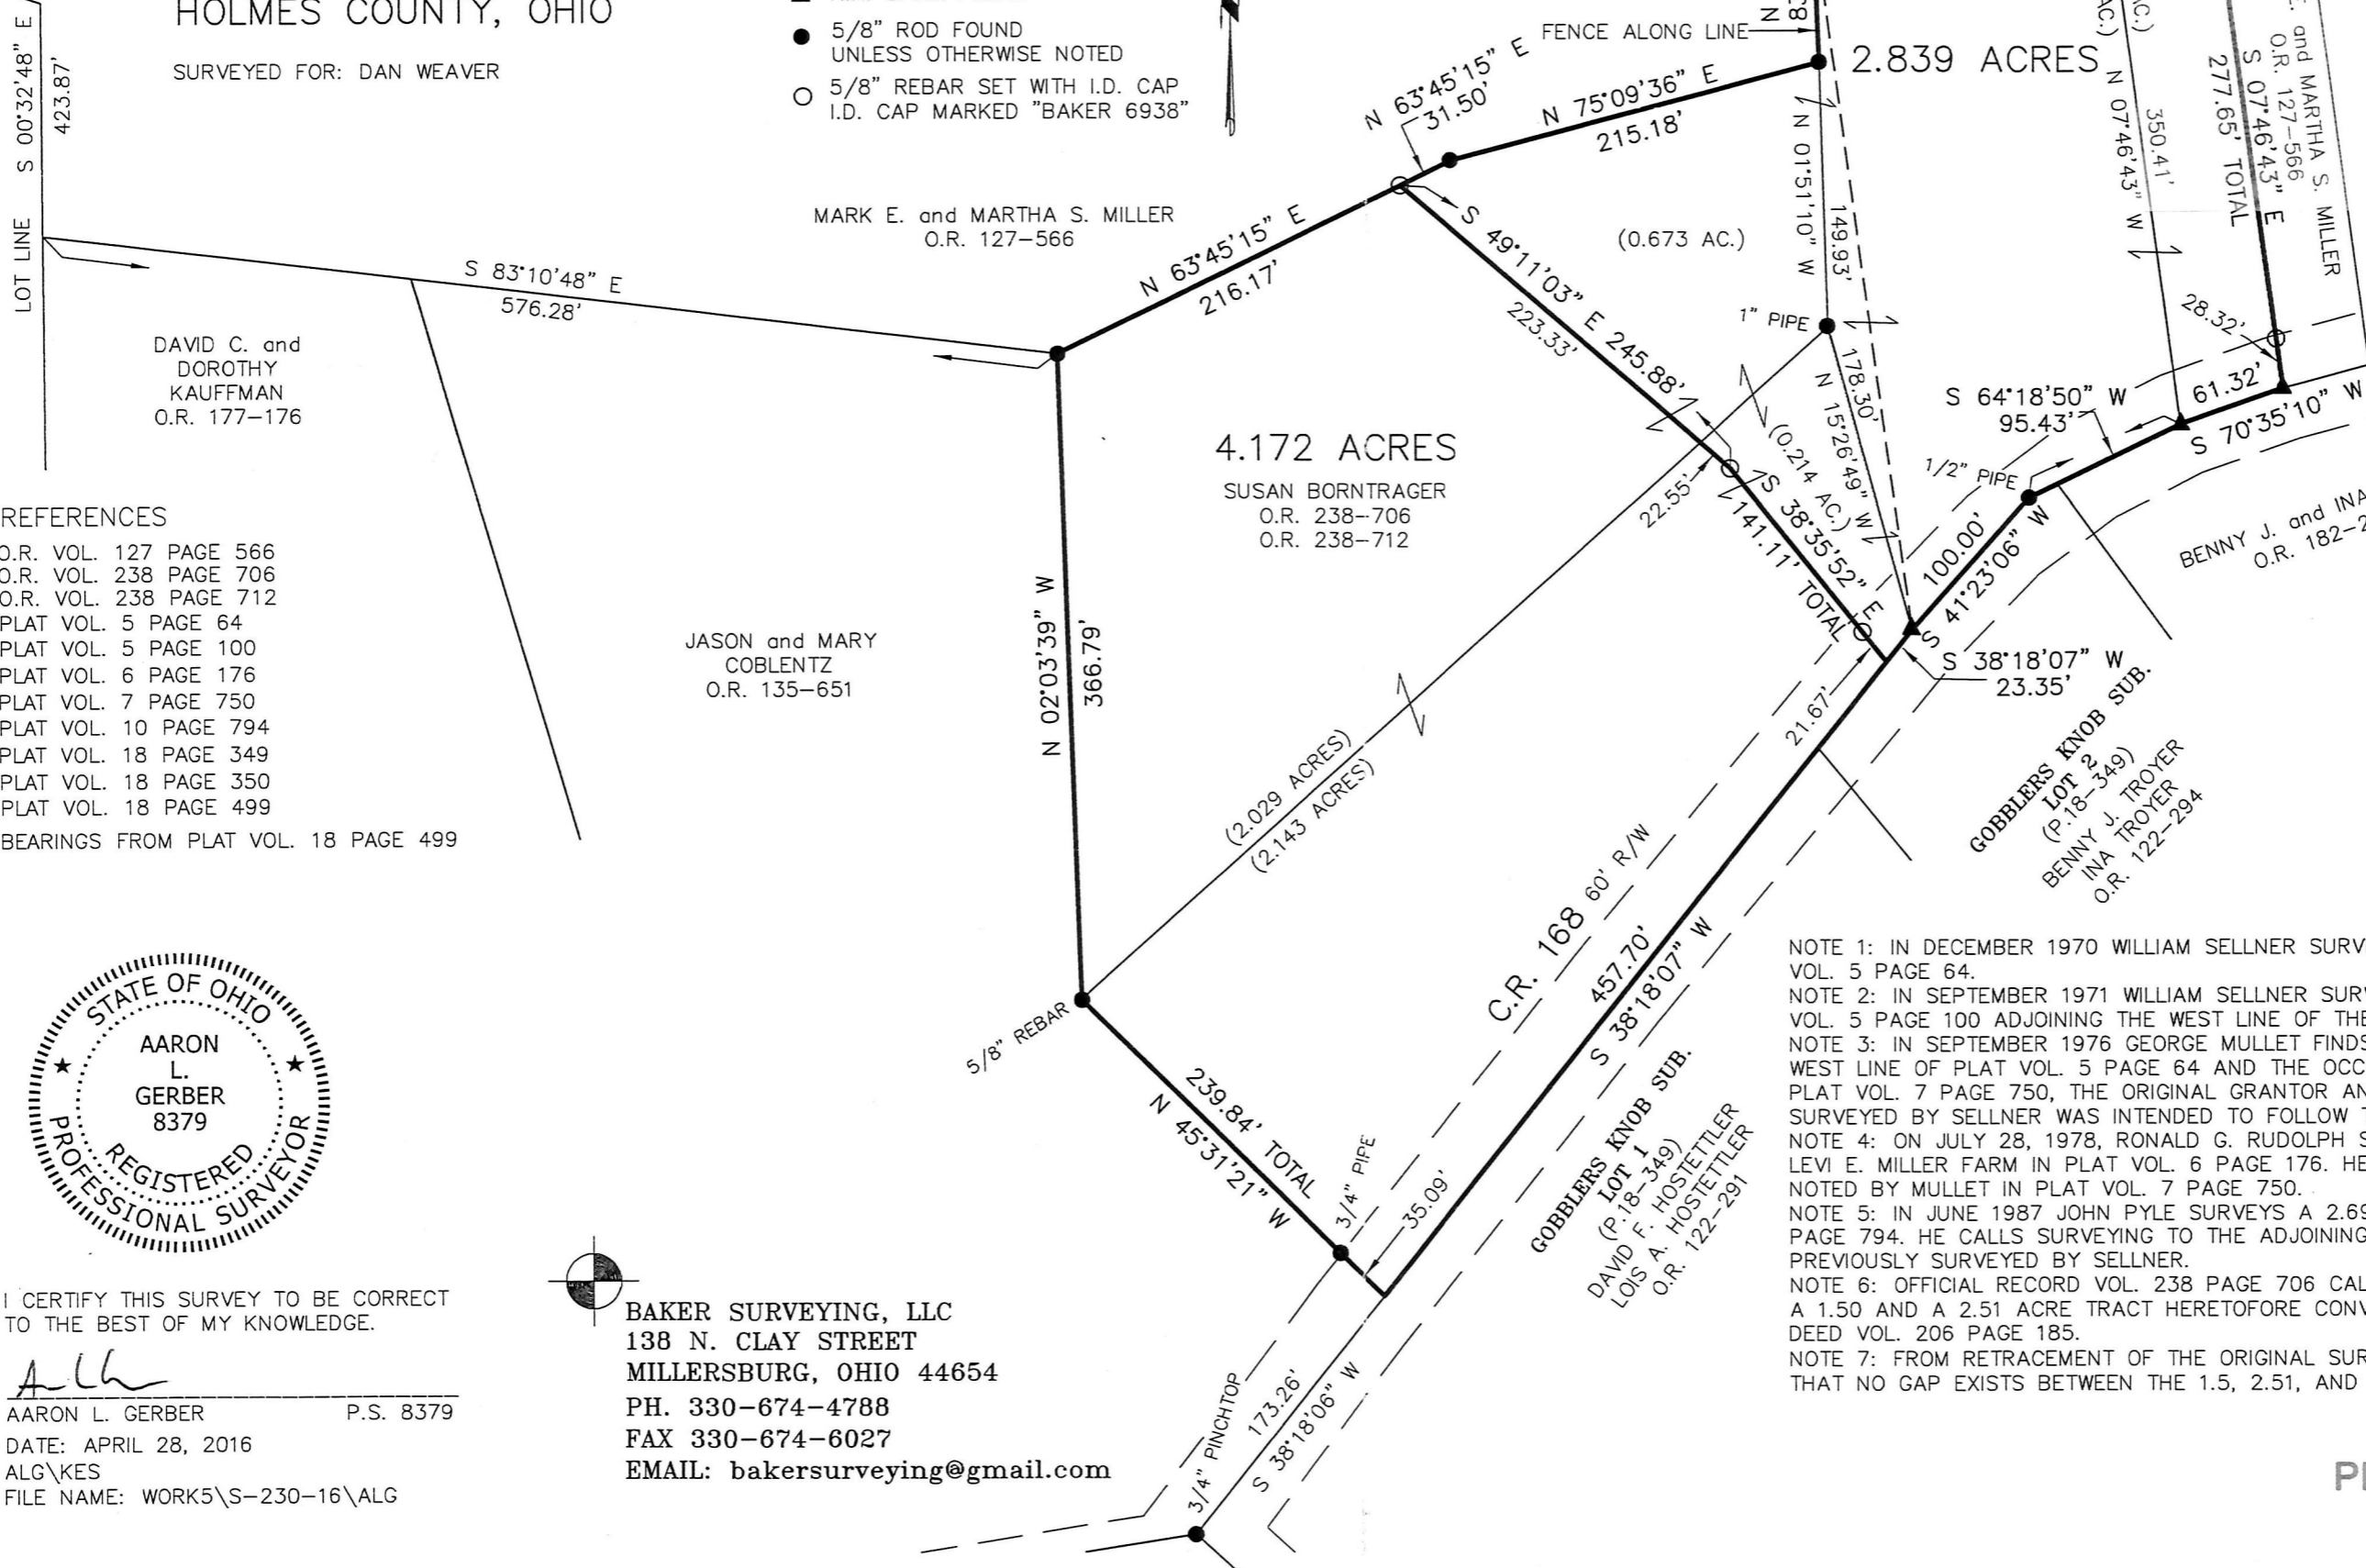 HOLMES COUNTY, OHIO
SURVEYED FOR: DAN WEAVER
5/8" ROD FOUND
UNLESS OTHERWISE NOTED
5/8" REBAR SET WITH I.D. CAP
I.D. CAP MARKED "BAKER 6938"
LOT LINE S 00°32'48" E
423.87'
S 83°10'48" E
576.28'
DAVID C. and
DOROTHY
KAUFFMAN
O.R. 177-176
MARK E. and MARTHA S. MILLER
O.R. 127-566
N 63°45'15" E
216.17'
N 63°45'15" E
31.50'
N 75°09'36" E
215.18'
FENCE ALONG LINE
N 83
2.839 ACRES
AC.)
AC.)
N 07°46'43" W
350.41'
277.65' TOTAL
S 07°46'43" E
O.R. 127-566
E. and MARTHA S. MILLER
S 49°11'03" E 245.88'
223.33'
(0.673 AC.)
N 01°51'10" W
149.93'
1" PIPE
178.30'
N 15°26'49" W
(0.214 AC.)
22.55'
S 38°35'52" E
141.11' TOTAL
28.32'
61.32'
S 70°35'10" W
S 64°18'50" W
95.43'
1/2" PIPE
100.00'
S 41°23'06" W
BENNY J. and INA
O.R. 182-2
S 38°18'07" W
23.35'
21.67'
4.172 ACRES
SUSAN BORNTRAGER
O.R. 238-706
O.R. 238-712
N 02°03'39" W
366.79'
JASON and MARY
COBLENTZ
O.R. 135-651
(2.029 ACRES)
(2.143 ACRES)
REFERENCES
O.R. VOL. 127 PAGE 566
O.R. VOL. 238 PAGE 706
O.R. VOL. 238 PAGE 712
PLAT VOL. 5 PAGE 64
PLAT VOL. 5 PAGE 100
PLAT VOL. 6 PAGE 176
PLAT VOL. 7 PAGE 750
PLAT VOL. 10 PAGE 794
PLAT VOL. 18 PAGE 349
PLAT VOL. 18 PAGE 350
PLAT VOL. 18 PAGE 499
BEARINGS FROM PLAT VOL. 18 PAGE 499
GOBBLERS KNOB SUB.
LOT 2
(P.18-349)
BENNY J. TROYER
INA TROYER
O.R. 122-294
C.R. 168 60' R/W
457.70'
S 38°18'07" W
5/8" REBAR
239.84' TOTAL
N 45°31'21" W
3/4" PIPE
35.09'
GOBBLERS KNOB SUB.
LOT 1
(P.18-349)
DAVID F. HOSTETTLER
LOIS A. HOSTETTLER
O.R. 122-291
3/4" PINCHTOP
173.26'
S 38°18'06" W
STATE OF OHIO
AARON
L.
GERBER
8379
REGISTERED
PROFESSIONAL SURVEYOR
I CERTIFY THIS SURVEY TO BE CORRECT
TO THE BEST OF MY KNOWLEDGE.
AARON L. GERBER P.S. 8379
DATE: APRIL 28, 2016
ALG\KES
FILE NAME: WORK5\S-230-16\ALG
BAKER SURVEYING, LLC
138 N. CLAY STREET
MILLERSBURG, OHIO 44654
PH. 330-674-4788
FAX 330-674-6027
EMAIL: bakersurveying@gmail.com
NOTE 1: IN DECEMBER 1970 WILLIAM SELLNER SURV
VOL. 5 PAGE 64.
NOTE 2: IN SEPTEMBER 1971 WILLIAM SELLNER SUR
VOL. 5 PAGE 100 ADJOINING THE WEST LINE OF THE
NOTE 3: IN SEPTEMBER 1976 GEORGE MULLET FINDS
WEST LINE OF PLAT VOL. 5 PAGE 64 AND THE OCC
PLAT VOL. 7 PAGE 750, THE ORIGINAL GRANTOR AN
SURVEYED BY SELLNER WAS INTENDED TO FOLLOW T
NOTE 4: ON JULY 28, 1978, RONALD G. RUDOLPH S
LEVI E. MILLER FARM IN PLAT VOL. 6 PAGE 176. HE
NOTED BY MULLET IN PLAT VOL. 7 PAGE 750.
NOTE 5: IN JUNE 1987 JOHN PYLE SURVEYS A 2.69
PAGE 794. HE CALLS SURVEYING TO THE ADJOINING
PREVIOUSLY SURVEYED BY SELLNER.
NOTE 6: OFFICIAL RECORD VOL. 238 PAGE 706 CAL
A 1.50 AND A 2.51 ACRE TRACT HERETOFORE CONV
DEED VOL. 206 PAGE 185.
NOTE 7: FROM RETRACEMENT OF THE ORIGINAL SUR
THAT NO GAP EXISTS BETWEEN THE 1.5, 2.51, AND